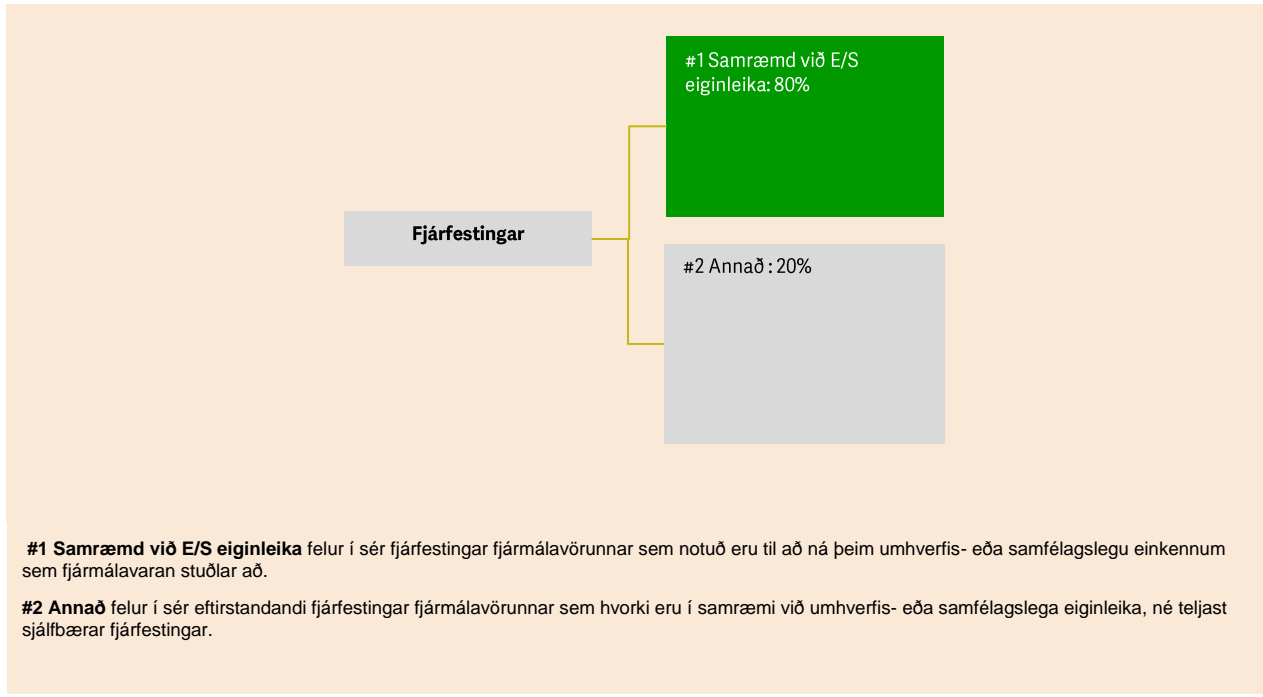 #1 Samræmd við E/S
eiginleika: 80%
Fjárfestingar
#2 Annað : 20%
#1 Samræmd við E/S eiginleika felur í sér fjárfestingar fjármálavörunnar sem notuð eru til að ná þeim umhverfis- eða samfélagslegu einkennum
sem fjármálavaran stuðlar að.
#2 Annað felur í sér eftirstandandi fjárfestingar fjármálavörunnar sem hvorki eru í samræmi við umhverfis- eða samfélagslega eiginleika, né teljast
sjálfbærar fjárfestingar.